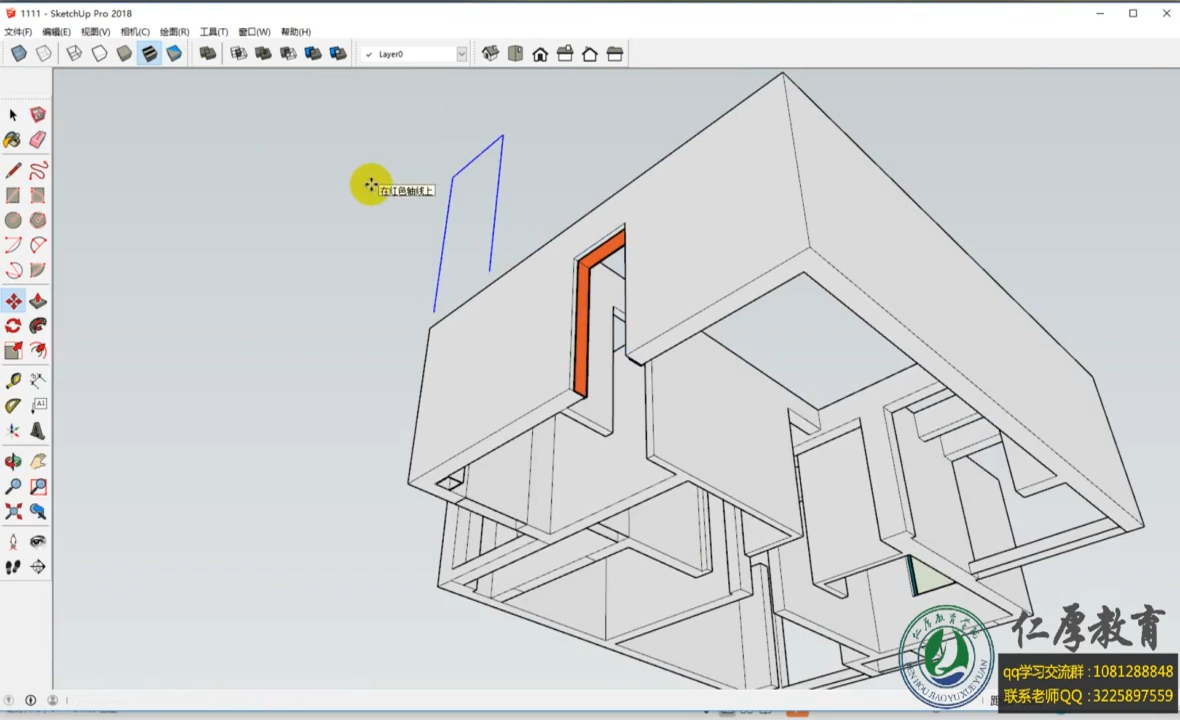 1111 - SketchUp Pro 2018
文件(F) 编辑(E) 视图(V) 相机(C) 绘图(R) 工具(T) 窗口(W) 帮助(H)
Layer0
在红色轴线上
A1
仁厚教育
qq学习交流群：1081288848
联系老师QQ：3225897559